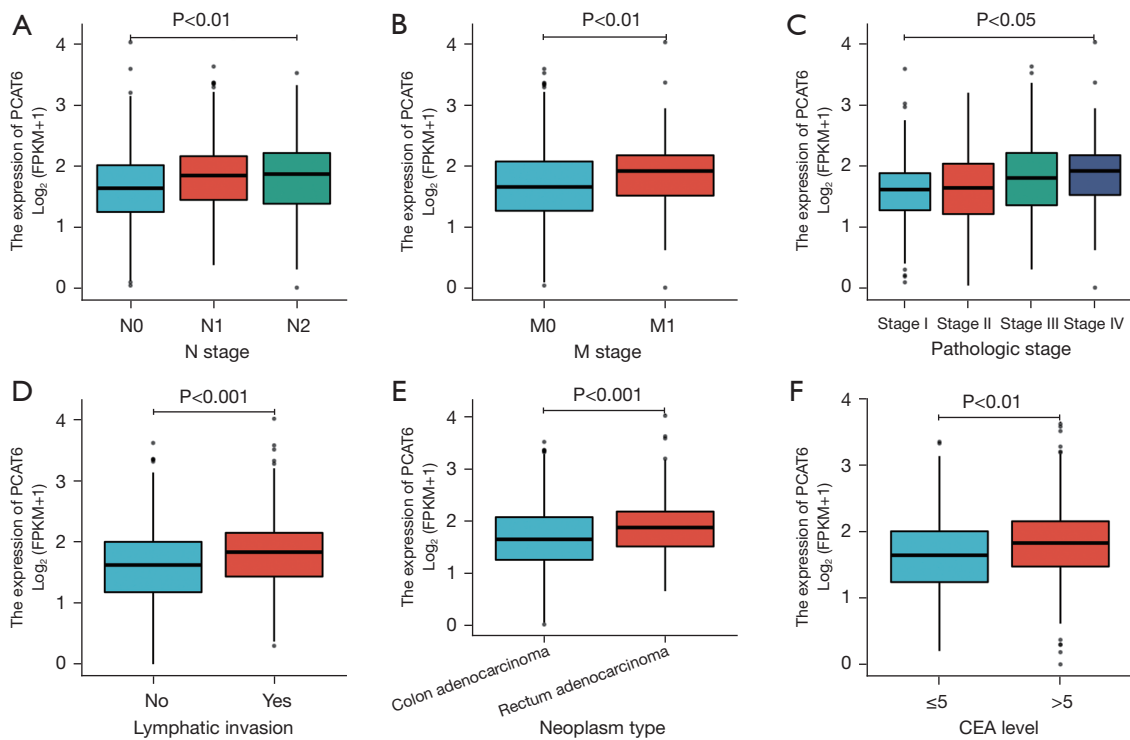 A
P<0.01
The expression of PCAT6
Log₂ (FPKM+1)
4
3
2
1
0
N0 N1 N2
N stage
B
P<0.01
The expression of PCAT6
Log₂ (FPKM+1)
4
3
2
1
0
M0 M1
M stage
C
P<0.05
The expression of PCAT6
Log₂ (FPKM+1)
4
3
2
1
0
Stage I Stage II Stage III Stage IV
Pathologic stage
D
P<0.001
The expression of PCAT6
Log₂ (FPKM+1)
4
3
2
1
0
No Yes
Lymphatic invasion
E
P<0.001
The expression of PCAT6
Log₂ (FPKM+1)
4
3
2
1
0
Colon adenocarcinoma Rectum adenocarcinoma
Neoplasm type
F
P<0.01
The expression of PCAT6
Log₂ (FPKM+1)
4
3
2
1
0
≤5 >5
CEA level